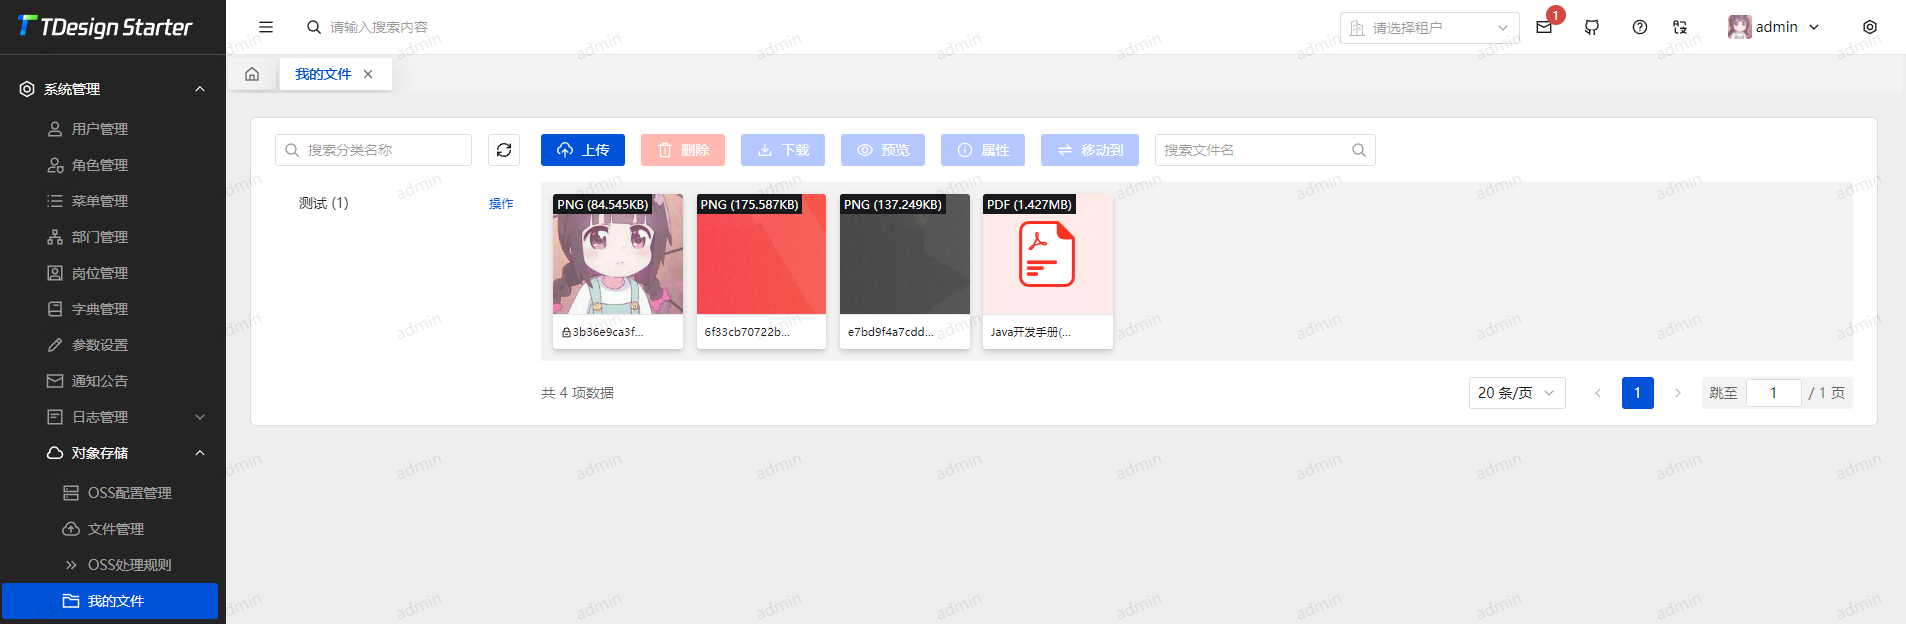 TDesign Starter
请输入搜索内容
请选择租户
1
admin
系统管理
用户管理
角色管理
菜单管理
部门管理
岗位管理
字典管理
参数设置
通知公告
日志管理
对象存储
OSS配置管理
文件管理
OSS处理规则
我的文件
我的文件
搜索分类名称
上传
删除
下载
预览
属性
移动到
搜索文件名
测试 (1)
操作
PNG (84.545KB)
PNG (175.587KB)
PNG (137.249KB)
PDF (1.427MB)
3b36e9ca3f...
6f33cb70722b...
e7bd9f4a7cdd...
Java开发手册(...
共 4 项数据
20 条/页
1
跳至
1
/ 1 页